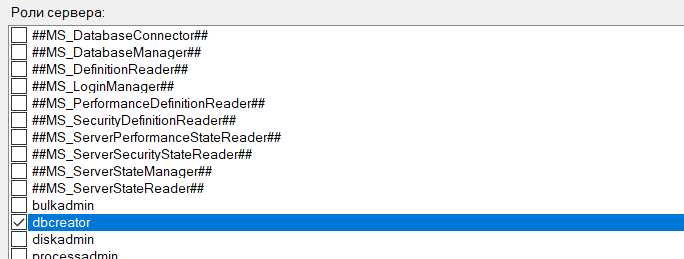 Роли сервера:
##MS_DatabaseConnector##
##MS_DatabaseManager##
##MS_DefinitionReader##
##MS_LoginManager##
##MS_PerformanceDefinitionReader##
##MS_SecurityDefinitionReader##
##MS_ServerPerformanceStateReader##
##MS_ServerSecurityStateReader##
##MS_ServerStateManager##
##MS_ServerStateReader##
bulkadmin
dbcreator
diskadmin
processadmin